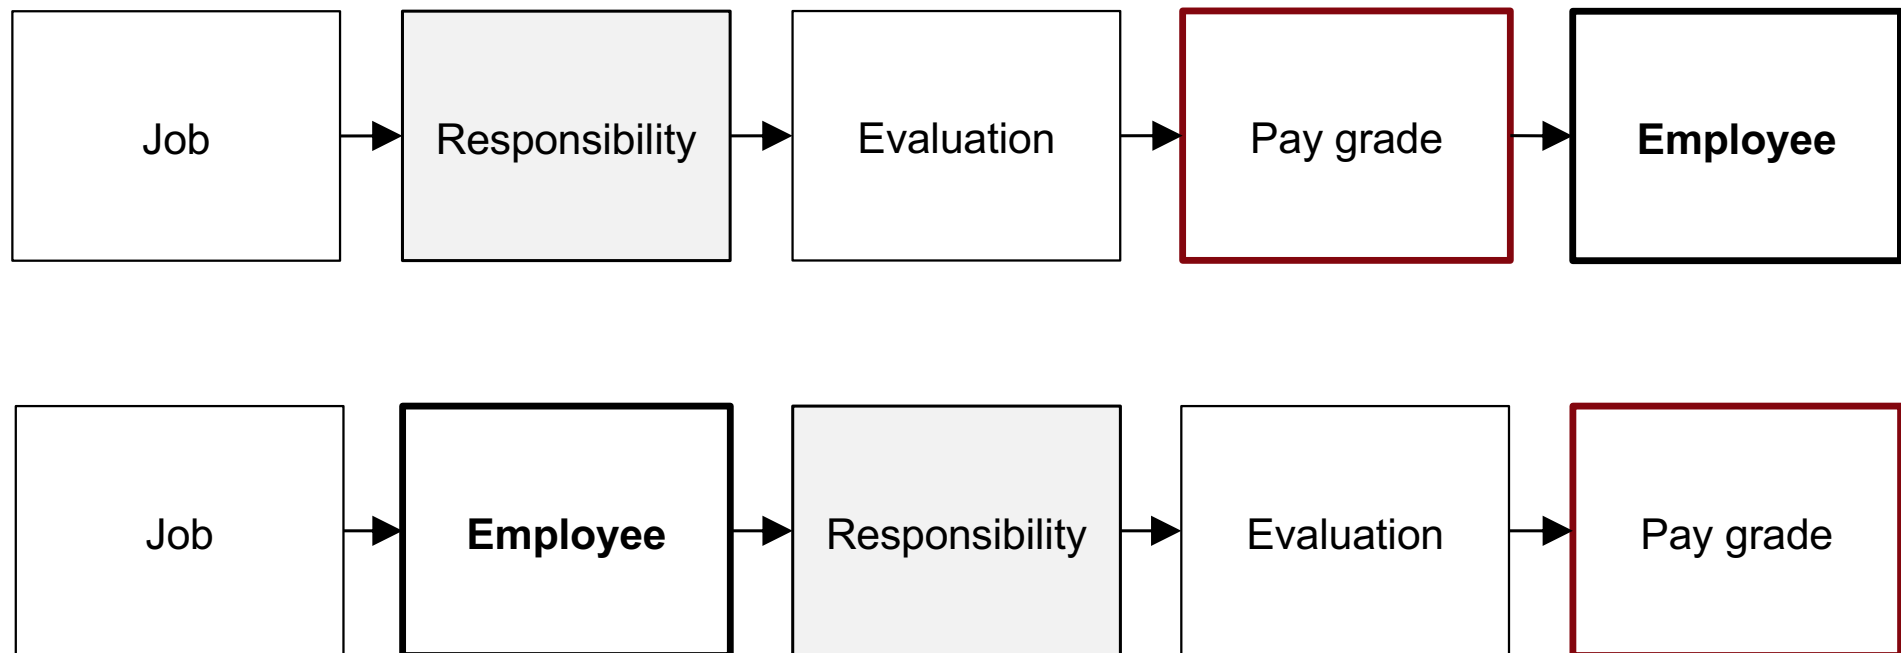 Job
Responsibility
Evaluation
Pay grade
Employee
Job
Employee
Responsibility
Evaluation
Pay grade